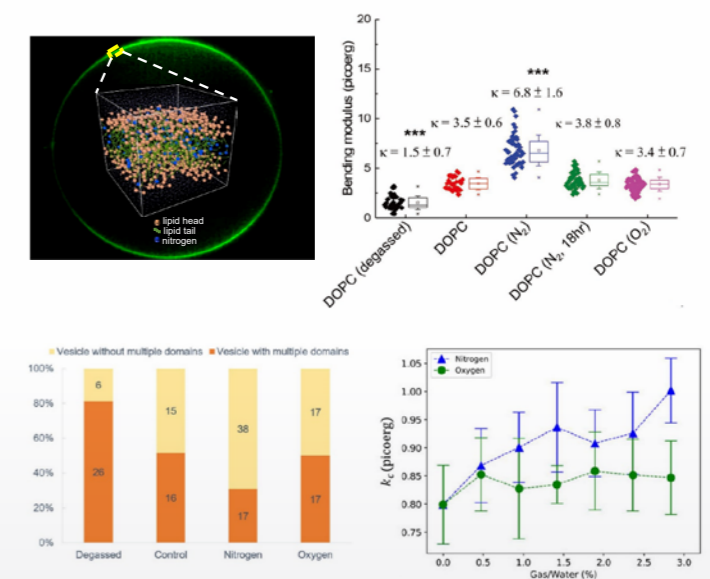 lipid head
lipid tail
nitrogen
Bending modulus (picoerg)
20
15
10
5
0
***
κ = 1.5 ± 0.7
κ = 3.5 ± 0.6
***
κ = 6.8 ± 1.6
κ = 3.8 ± 0.8
κ = 3.4 ± 0.7
DOPC (degassed)
DOPC
DOPC (N₂)
DOPC (N₂, 18hr)
DOPC (O₂)
Vesicle without multiple domains Vesicle with multiple domains
100%
80%
60%
40%
20%
0%
6
26
15
16
38
17
17
17
Degassed Control Nitrogen Oxygen
Nitrogen
Oxygen
k_c (picoerg)
1.05
1.00
0.95
0.90
0.85
0.80
0.75
0.0 0.5 1.0 1.5 2.0 2.5 3.0
Gas/Water (%)